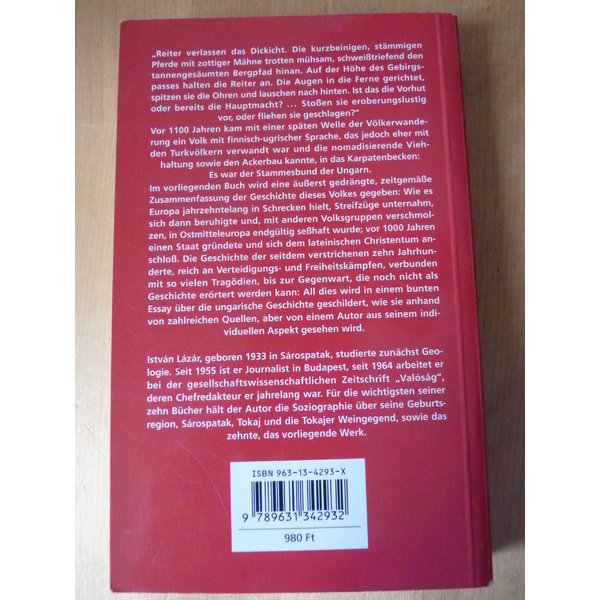 „Reiter verlassen das Dickicht. Die kurzbeinigen, stämmigen
Pferde mit zottiger Mähne trotten mühsam, schweißtriefend den
tannengesäumten Bergpfad hinan. Auf der Höhe des Gebirgs-
passes halten die Reiter an. Die Augen in die Ferne gerichtet,
spitzen sie die Ohren und lauschen nach hinten. Ist das die Vorhut
oder bereits die Hauptmacht? ... Stoßen sie eroberungslustig
vor, oder fliehen sie geschlagen?“
Vor 1100 Jahren kam mit einer späten Welle der Völkerwande-
rung ein Volk mit finnisch-ugrischer Sprache, das jedoch eher mit
den Turkvölkern verwandt war und die nomadisierende Vieh-
haltung sowie den Ackerbau kannte, in das Karpatenbecken:
Es war der Stammesbund der Ungarn.
Im vorliegenden Buch wird eine äußerst gedrängte, zeitgemäße
Zusammenfassung der Geschichte dieses Volkes gegeben: Wie es
Europa jahrzehntelang in Schrecken hielt, Streifzüge unternahm,
sich dann beruhigte und, mit anderen Volksgruppen verschmol-
zen, in Ostmitteleuropa endgültig seßhaft wurde; vor 1000 Jahren
einen Staat gründete und sich dem lateinischen Christentum an-
schloß. Die Geschichte der seitdem verstrichenen zehn Jahrhun-
derte, reich an Verteidigungs- und Freiheitskämpfen, verbunden
mit so vielen Tragödien, bis zur Gegenwart, die noch nicht als
Geschichte erörtert werden kann: All dies wird in einem bunten
Essay über die ungarische Geschichte geschildert, wie sie anhand
von zahlreichen Quellen, aber von einem Autor aus seinem indi-
viduellen Aspekt gesehen wird.
István Lázár, geboren 1933 in Sárospatak, studierte zunächst Geo-
logie. Seit 1955 ist er Journalist in Budapest, seit 1964 arbeitet er
bei der gesellschaftswissenschaftlichen Zeitschrift „Valóság“,
deren Chefredakteur er jahrelang war. Für die wichtigsten seiner
zehn Bücher hält der Autor die Soziographie über seine Geburts-
region, Sárospatak, Tokaj und die Tokajer Weingegend, sowie das
zehnte, das vorliegende Werk.
ISBN 963-13-4293-X
9 789631 342932
980 Ft